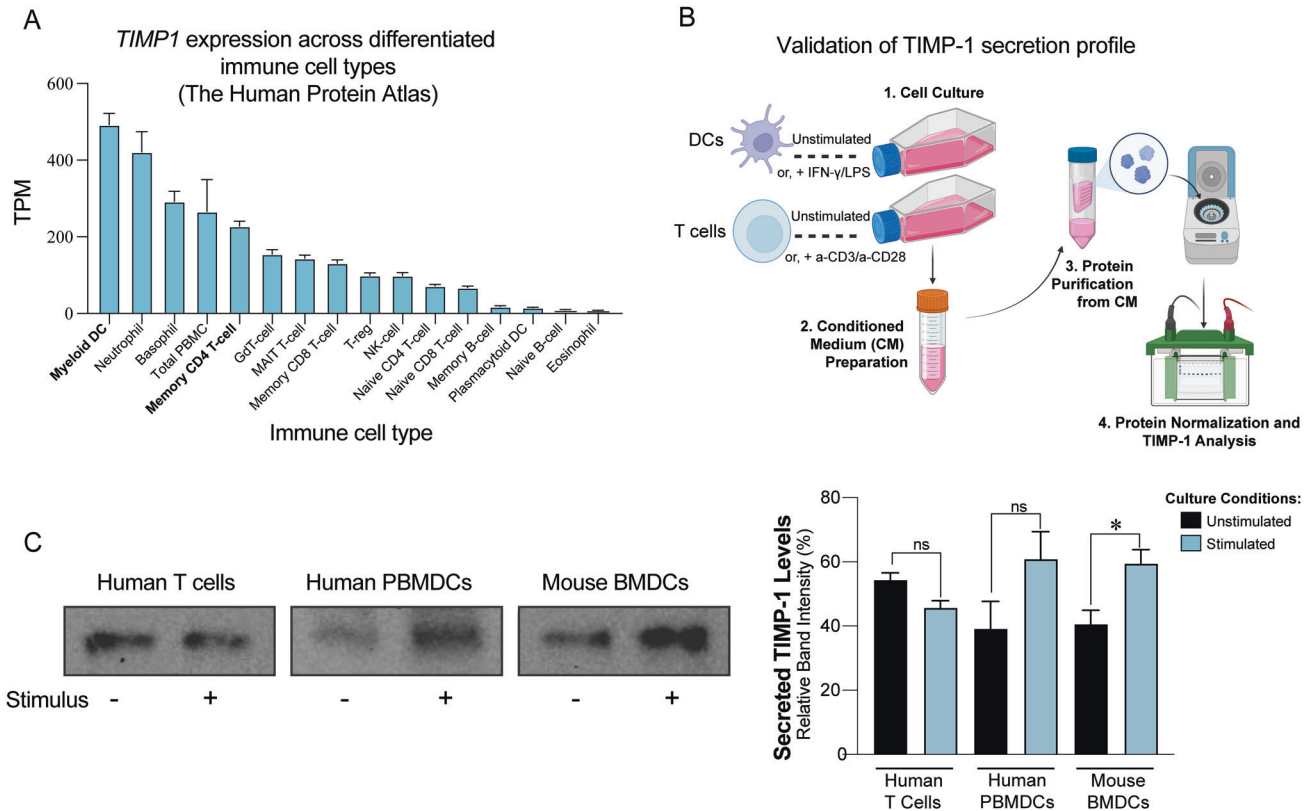 A
TIMP1 expression across differentiated
immune cell types
(The Human Protein Atlas)
600
400
200
0
TPM
Myeloid DC
Neutrophil
Basophil
Total PBMC
Memory CD4 T-cell
GdT-cell
MAIT T-cell
Memory CD8 T-cell
T-reg
NK-cell
Naive CD4 T-cell
Naive CD8 T-cell
Memory B-cell
Plasmacytoid DC
Naive B-cell
Eosinophil
Immune cell type
B
Validation of TIMP-1 secretion profile
1. Cell Culture
DCs
Unstimulated
or, + IFN-γ/LPS
T cells
Unstimulated
or, + a-CD3/a-CD28
2. Conditioned
Medium (CM)
Preparation
3. Protein
Purification
from CM
4. Protein Normalization and
TIMP-1 Analysis
C
Human T cells
Human PBMDCs
Mouse BMDCs
Stimulus
- + - + - +
Secreted TIMP-1 Levels
Relative Band Intensity (%)
80
60
40
20
0
ns
ns
*
Culture Conditions:
Unstimulated
Stimulated
Human
T Cells
Human
PBMDCs
Mouse
BMDCs